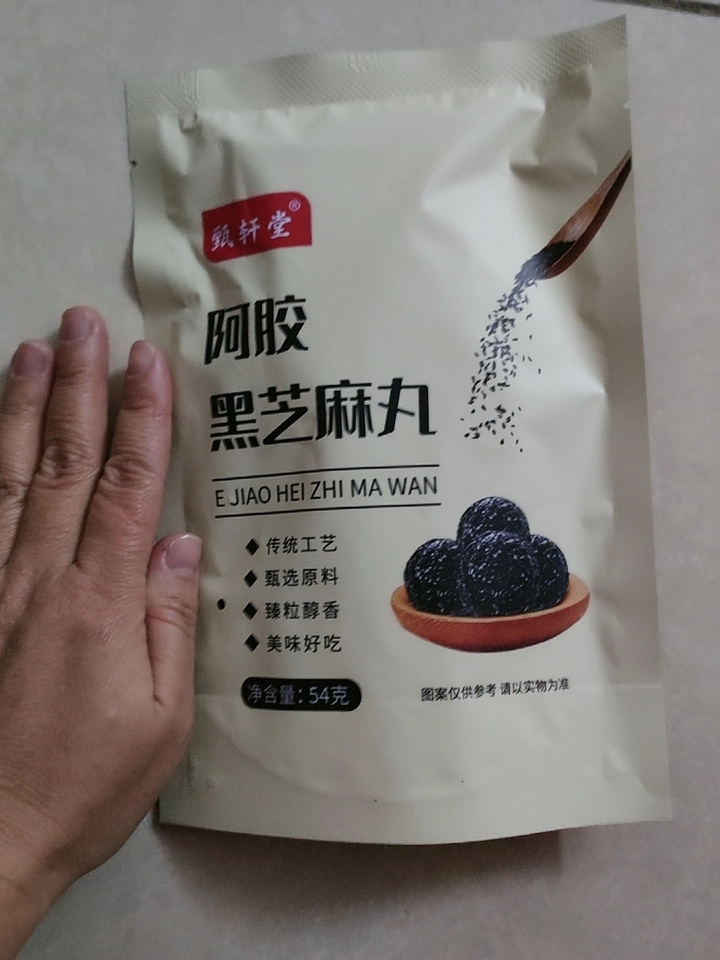 甄轩堂®
阿胶
黑芝麻丸
E JIAO HEI ZHI MA WAN
◆ 传统工艺
◆ 甄选原料
◆ 臻粒醇香
◆ 美味好吃
净含量：54克
图案仅供参考 请以实物为准